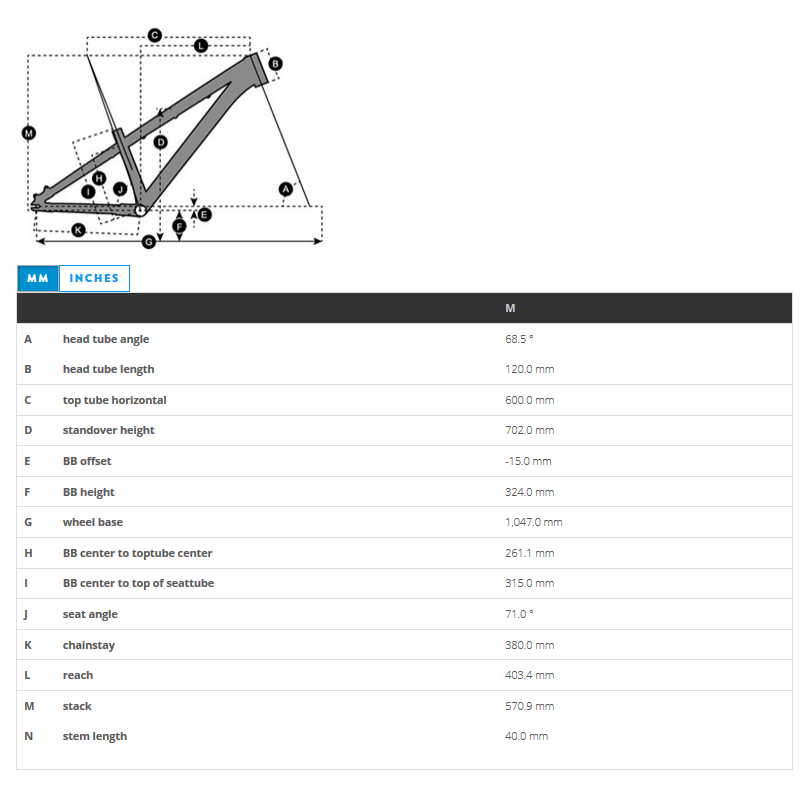 C
L
B
M
D
H
I
J
A
E
F
K
G
MM INCHES
M
A head tube angle 68.5 °
B head tube length 120.0 mm
C top tube horizontal 600.0 mm
D standover height 702.0 mm
E BB offset -15.0 mm
F BB height 324.0 mm
G wheel base 1,047.0 mm
H BB center to toptube center 261.1 mm
I BB center to top of seattube 315.0 mm
J seat angle 71.0 °
K chainstay 380.0 mm
L reach 403.4 mm
M stack 570.9 mm
N stem length 40.0 mm